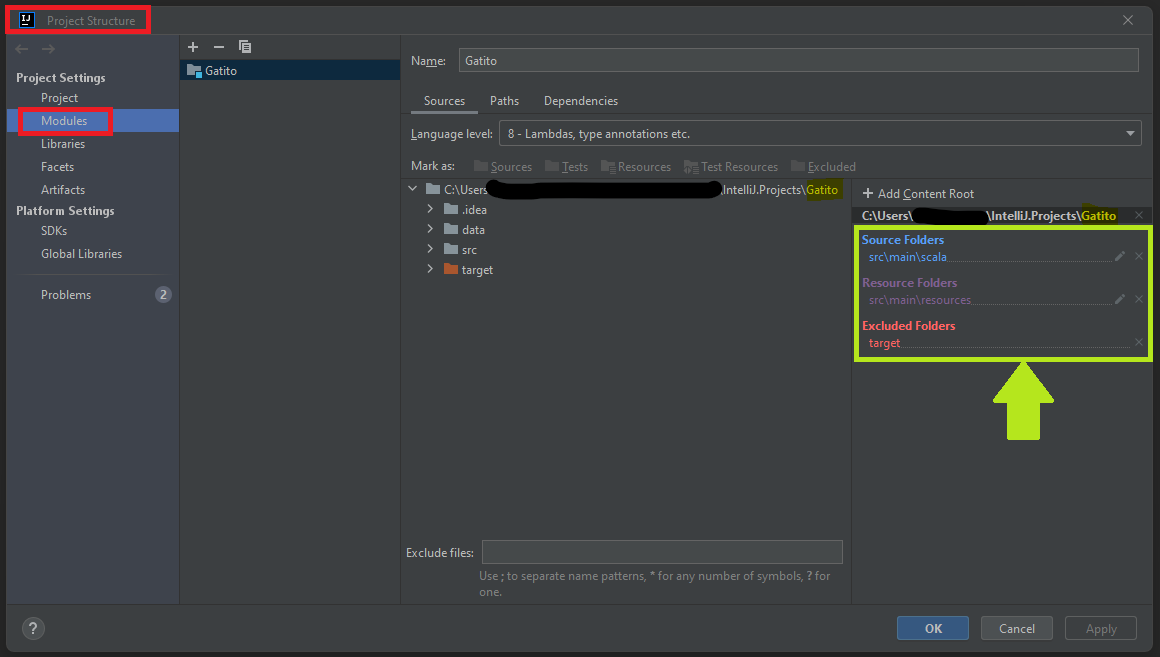 IJ Project Structure
Project Settings
Project
Modules
Libraries
Facets
Artifacts
Platform Settings
SDKs
Global Libraries
Problems 2
Gatito
Name: Gatito
Sources Paths Dependencies
Language level: 8 - Lambdas, type annotations etc.
Mark as: Sources Tests Resources Test Resources Excluded
C:\Users \IntelliJ.Projects\Gatito
.idea
data
src
target
+ Add Content Root
C:\Users\ \IntelliJ.Projects\Gatito
Source Folders
src\main\scala
Resource Folders
src\main\resources
Excluded Folders
target
Exclude files:
Use ; to separate name patterns, * for any number of symbols, ? for
one.
?
OK Cancel Apply